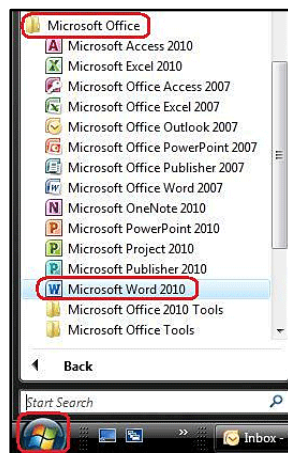 Microsoft Office
Microsoft Access 2010
Microsoft Excel 2010
Microsoft Office Access 2007
Microsoft Office Excel 2007
Microsoft Office Outlook 2007
Microsoft Office PowerPoint 2007
Microsoft Office Publisher 2007
Microsoft Office Word 2007
Microsoft OneNote 2010
Microsoft PowerPoint 2010
Microsoft Project 2010
Microsoft Publisher 2010
Microsoft Word 2010
Microsoft Office 2010 Tools
Microsoft Office Tools
Back
Start Search
» Inbox -